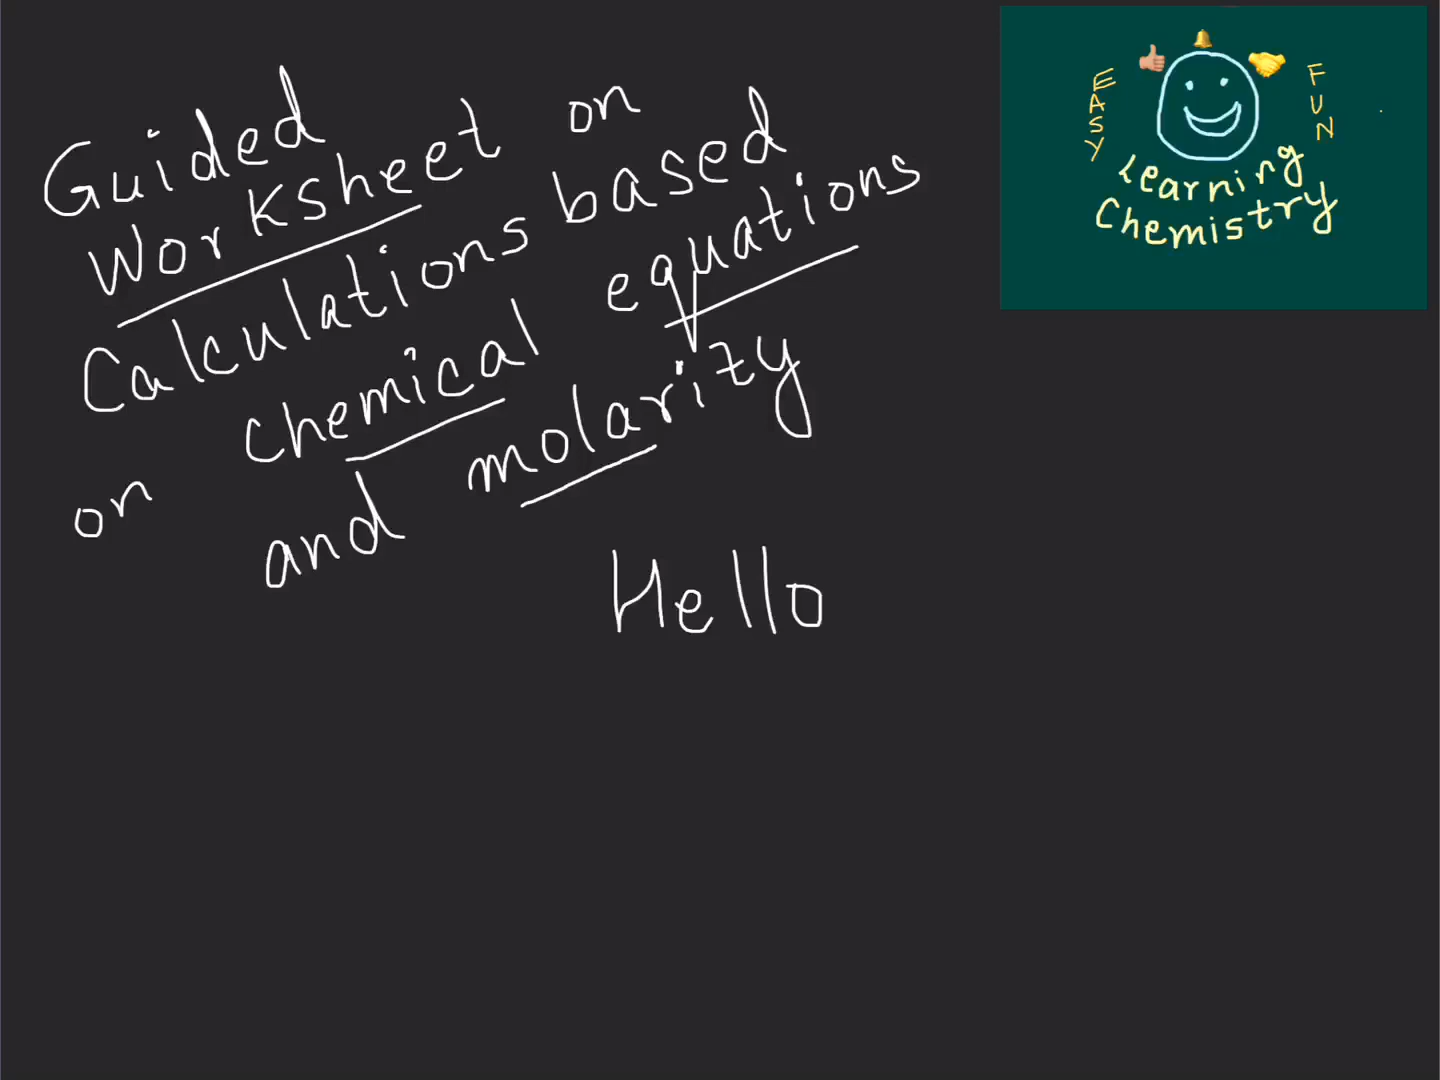 Guided
Worksheet on
Calculations based
on chemical equations
and molarity
Hello
EASY
FUN
Learning
Chemistry